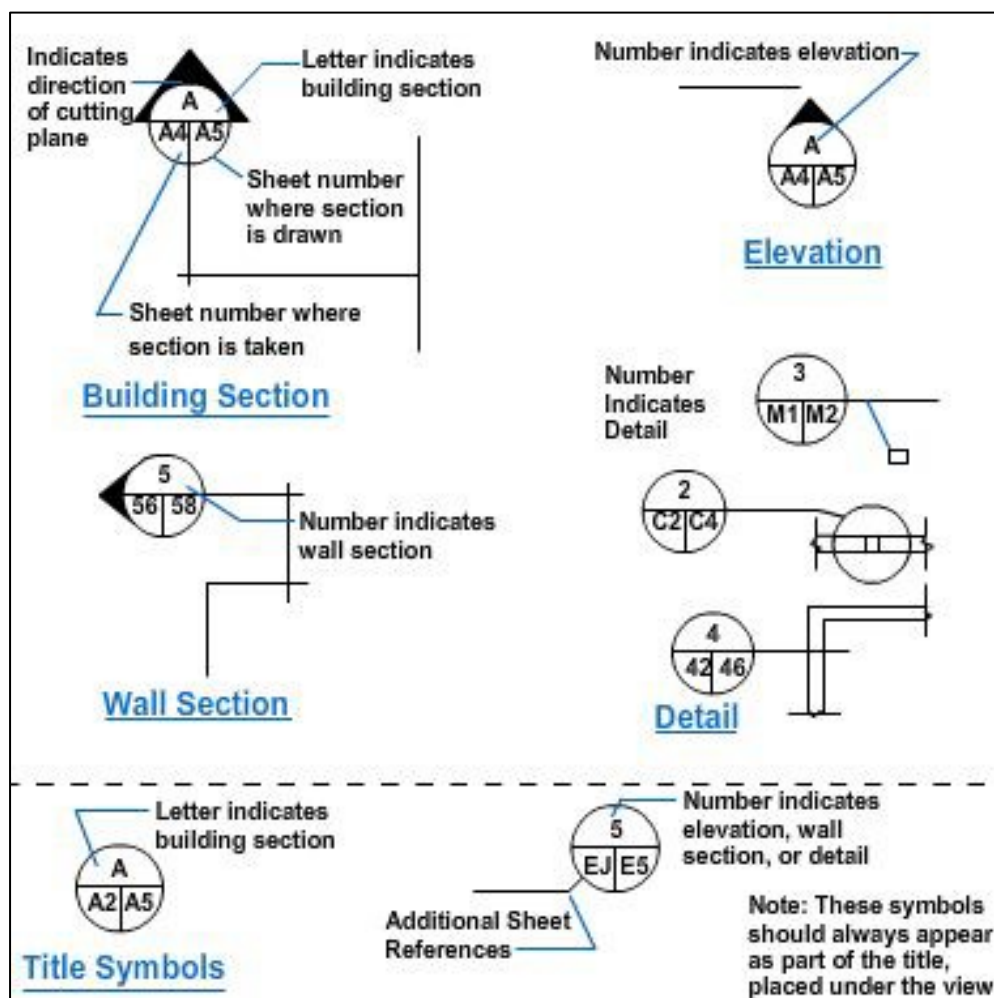 Indicates
direction
of cutting
plane
A
A4 A5
Letter indicates
building section
Sheet number
where section
is drawn
Sheet number where
section is taken
Building Section
Number indicates elevation
A
A4 A5
Elevation
5
56 58
Number indicates
wall section
Wall Section
Number
Indicates
Detail
3
M1 M2
2
C2 C4
4
42 46
Detail
Letter indicates
building section
A
A2 A5
Title Symbols
5
EJ E5
Number indicates
elevation, wall
section, or detail
Additional Sheet
References
Note: These symbols
should always appear
as part of the title,
placed under the view